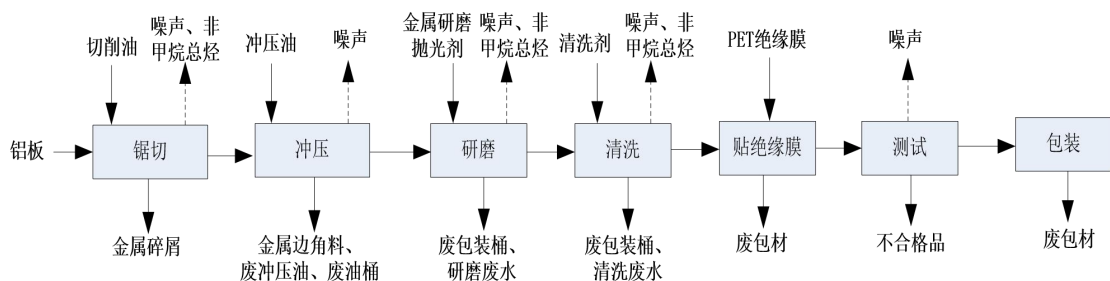 切削油
噪声、非
甲烷总烃
冲压油
噪声
金属研磨
抛光剂
噪声、非
甲烷总烃
清洗剂
噪声、非
甲烷总烃
PET绝缘膜
噪声
铝板
锯切
冲压
研磨
清洗
贴绝缘膜
测试
包装
金属碎屑
金属边角料、
废冲压油、废油桶
废包装桶、
研磨废水
废包装桶、
清洗废水
废包材
不合格品
废包材